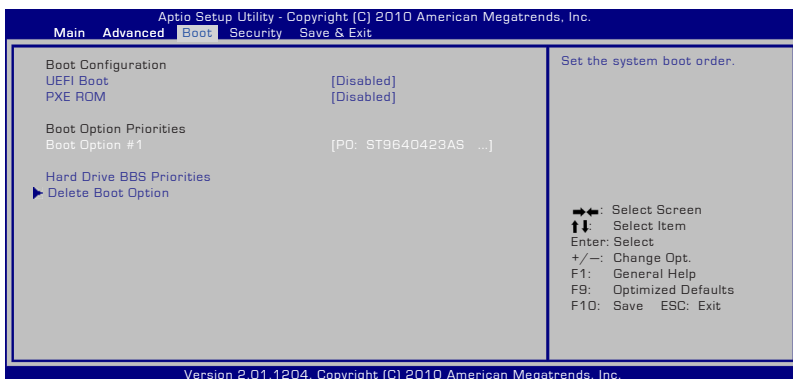 Aptio Setup Utility - Copyright (C) 2010 American Megatrends, Inc.
Main Advanced Boot Security Save & Exit
Boot Configuration
UEFI Boot [Disabled]
PXE ROM [Disabled]
Boot Option Priorities
Boot Option #1 [P0: ST9640423AS ...]
Hard Drive BBS Priorities
Delete Boot Option
Set the system boot order.
→←: Select Screen
↑↓: Select Item
Enter: Select
+/—: Change Opt.
F1: General Help
F9: Optimized Defaults
F10: Save ESC: Exit
Version 2.01.1204. Copyright (C) 2010 American Megatrends, Inc.